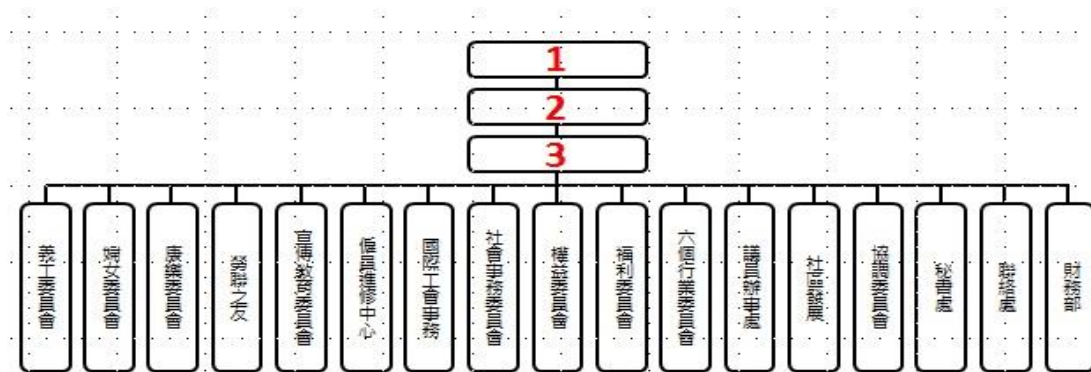 1
2
3
義工委員會
婦女委員會
康樂委員會
勞聯之友
宣傳教育委員會
僱員進修中心
國際工會事務
社會事務委員會
權益委員會
福利委員會
六個行業委員會
議員辦事處
社區發展
協調委員會
秘書處
聯絡處
財務部